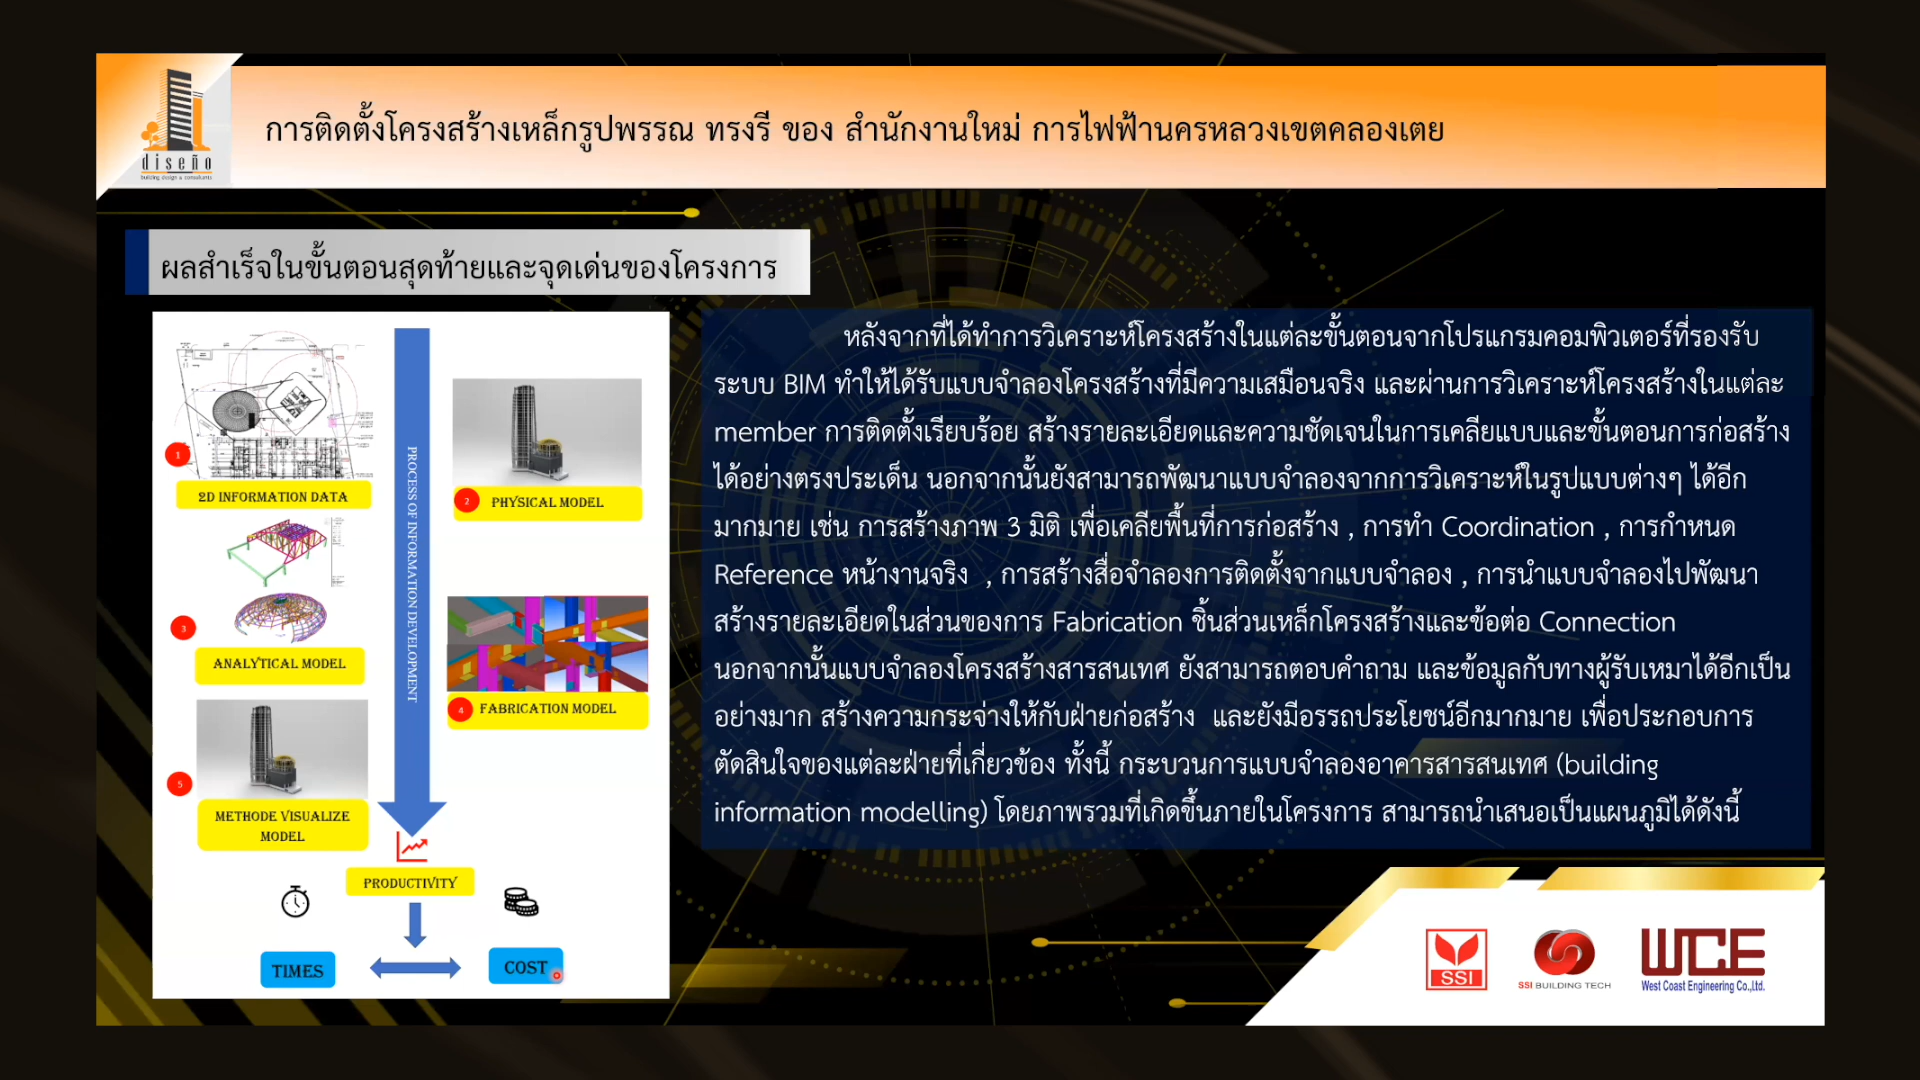 diseño
building design & consultants
การติดตั้งโครงสร้างเหล็กรูปพรรณ ทรงรี ของ สำนักงานใหม่ การไฟฟ้านครหลวงเขตคลองเตย
ผลสำเร็จในขั้นตอนสุดท้ายและจุดเด่นของโครงการ
1
2D INFORMATION DATA
2 PHYSICAL MODEL
3
ANALYTICAL MODEL
4 FABRICATION MODEL
5
METHODE VISUALIZE
MODEL
PROCESS OF INFORMATION DEVELOPMENT
PRODUCTIVITY
TIMES
COST
หลังจากที่ได้ทำการวิเคราะห์โครงสร้างในแต่ละขั้นตอนจากโปรแกรมคอมพิวเตอร์ที่รองรับ
ระบบ BIM ทำให้ได้รับแบบจำลองโครงสร้างที่มีความเสมือนจริง และผ่านการวิเคราะห์โครงสร้างในแต่ละ
member การติดตั้งเรียบร้อย สร้างรายละเอียดและความชัดเจนในการเคลียแบบและขั้นตอนการก่อสร้าง
ได้อย่างตรงประเด็น นอกจากนั้นยังสามารถพัฒนาแบบจำลองจากการวิเคราะห์ในรูปแบบต่างๆ ได้อีก
มากมาย เช่น การสร้างภาพ 3 มิติ เพื่อเคลียพื้นที่การก่อสร้าง , การทำ Coordination , การกำหนด
Reference หน้างานจริง , การสร้างสื่อจำลองการติดตั้งจากแบบจำลอง , การนำแบบจำลองไปพัฒนา
สร้างรายละเอียดในส่วนของการ Fabrication ชิ้นส่วนเหล็กโครงสร้างและข้อต่อ Connection
นอกจากนั้นแบบจำลองโครงสร้างสารสนเทศ ยังสามารถตอบคำถาม และข้อมูลกับทางผู้รับเหมาได้อีกเป็น
อย่างมาก สร้างความกระจ่างให้กับฝ่ายก่อสร้าง และยังมีอรรถประโยชน์อีกมากมาย เพื่อประกอบการ
ตัดสินใจของแต่ละฝ่ายที่เกี่ยวข้อง ทั้งนี้ กระบวนการแบบจำลองอาคารสารสนเทศ (building
information modelling) โดยภาพรวมที่เกิดขึ้นภายในโครงการ สามารถนำเสนอเป็นแผนภูมิได้ดังนี้
SSI
SSI BUILDING TECH
WCE
West Coast Engineering Co.,Ltd.